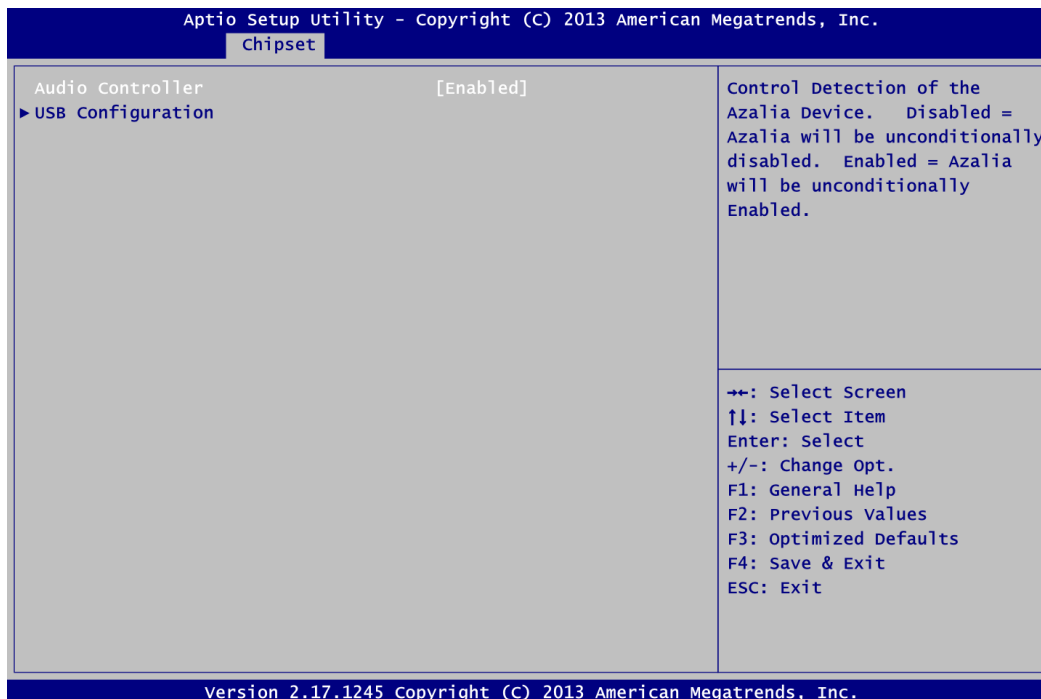 Aptio Setup Utility - Copyright (C) 2013 American Megatrends, Inc.
Chipset
Audio Controller [Enabled]
►USB Configuration
Control Detection of the
Azalia Device. Disabled =
Azalia will be unconditionally
disabled. Enabled = Azalia
will be unconditionally
Enabled.
→←: Select Screen
↑↓: Select Item
Enter: Select
+/-: Change Opt.
F1: General Help
F2: Previous Values
F3: Optimized Defaults
F4: Save & Exit
ESC: Exit
Version 2.17.1245 Copyright (C) 2013 American Megatrends, Inc.